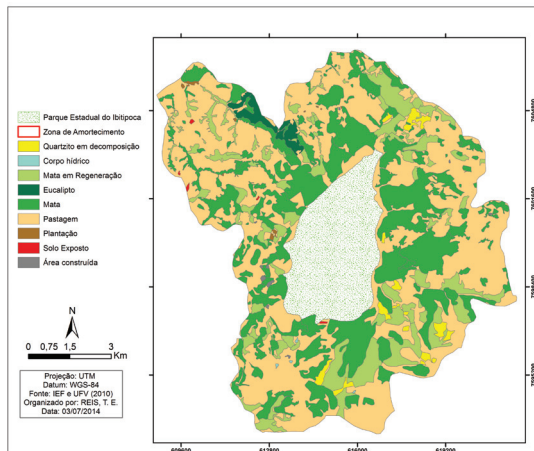 Parque Estadual do Ibitipoca
Zona de Amortecimento
Quartzito em decomposição
Corpo hídrico
Mata em Regeneração
Eucalipto
Mata
Pastagem
Plantação
Solo Exposto
Área construída
N
0 0,75 1,5 3
Km
Projeção: UTM
Datum: WGS-84
Fonte: IEF e UFV (2010)
Organizado por: REIS, T. E.
Data: 03/07/2014